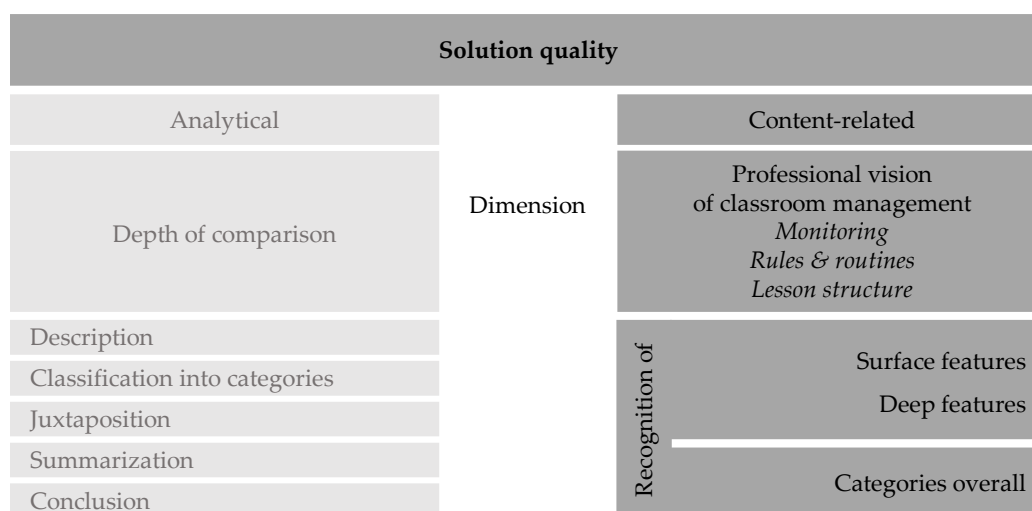 Solution quality
Analytical
Dimension
Content-related
Depth of comparison
Professional vision
of classroom management
Monitoring
Rules & routines
Lesson structure
Description
Classification into categories
Juxtaposition
Summarization
Conclusion
Recognition of
Surface features
Deep features
Categories overall